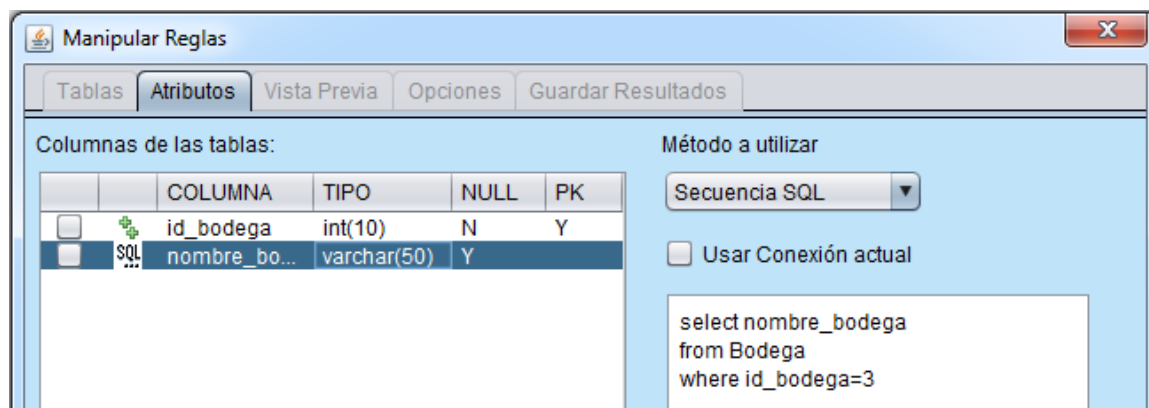 Manipular Reglas
Tablas Atributos Vista Previa Opciones Guardar Resultados
Columnas de las tablas:
COLUMNA TIPO NULL PK
id_bodega int(10) N Y
SQL nombre_bo... varchar(50) Y
Método a utilizar
Secuencia SQL
Usar Conexión actual
select nombre_bodega
from Bodega
where id_bodega=3